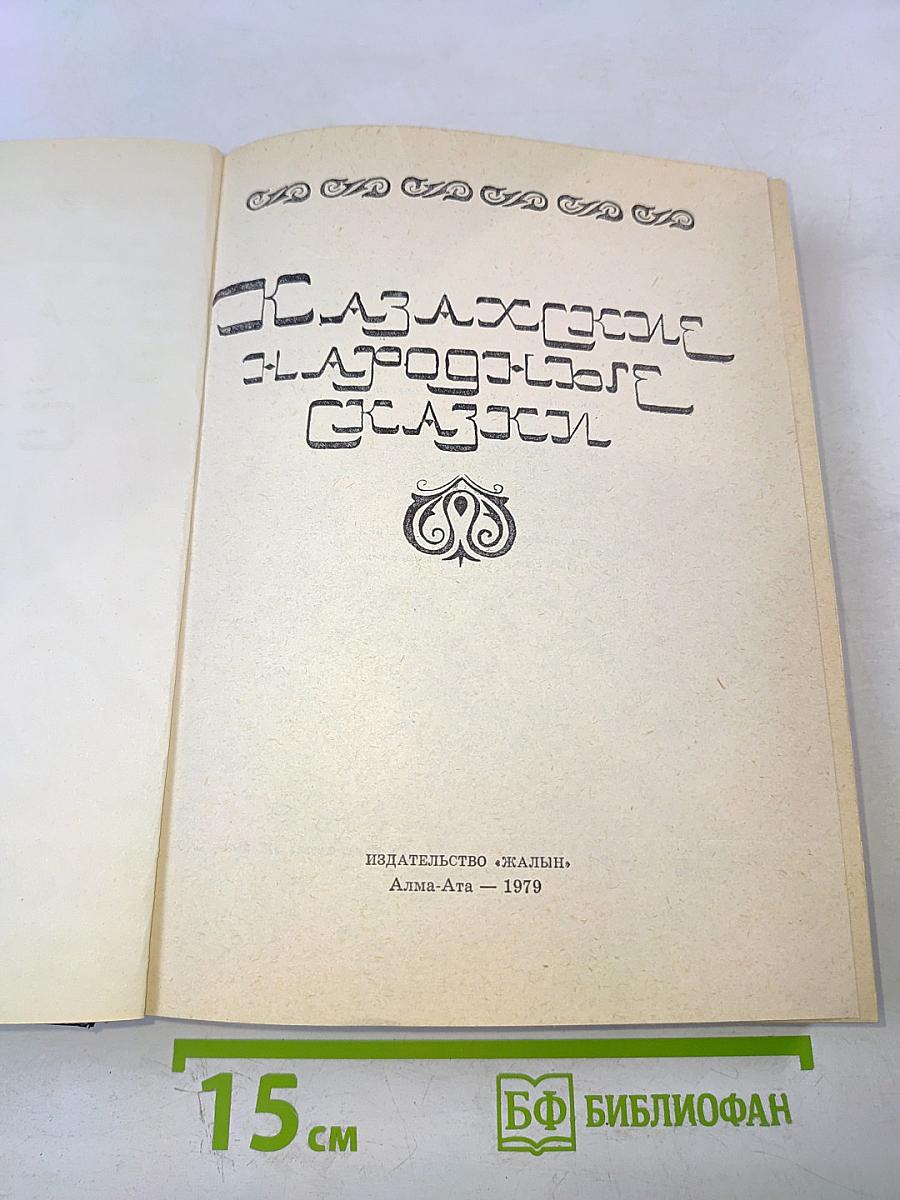 Казахские
народные
сказки
ИЗДАТЕЛЬСТВО «ЖАЛЫН»
Алма-Ата — 1979
15 см
БФ БИБЛИОФАН